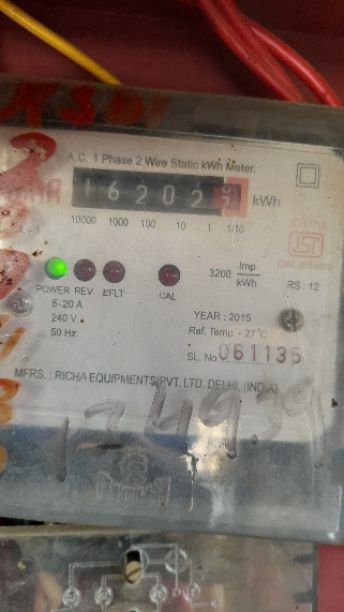 A.C. 1 Phase 2 Wire Static kWh Meter.
16202 kWh
10000 1000 100 10 1 1/10
ISI
POWER REV E/FLT CAL
3200 Imp/kWh
RS : 12
5-20 A
240 V.
50 Hz.
YEAR : 2015
Ref. Temp. - 27°C
SL. No. 061135
MFRS. : RICHA EQUIPMENTS PVT. LTD. DELHI, (INDIA)